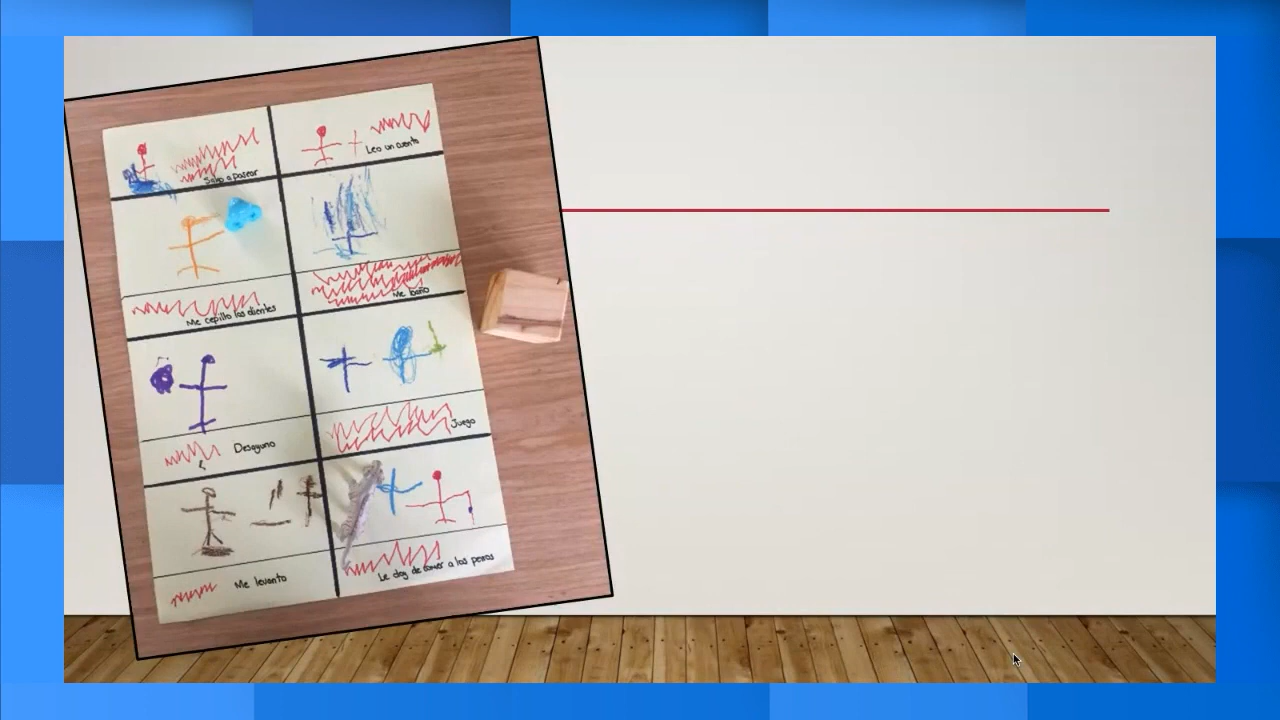 Salgo a pasear
Leo un cuento
Me cepillo los dientes
Me baño
Desayuno
Juego
Me levanto
Le doy de comer a los perros